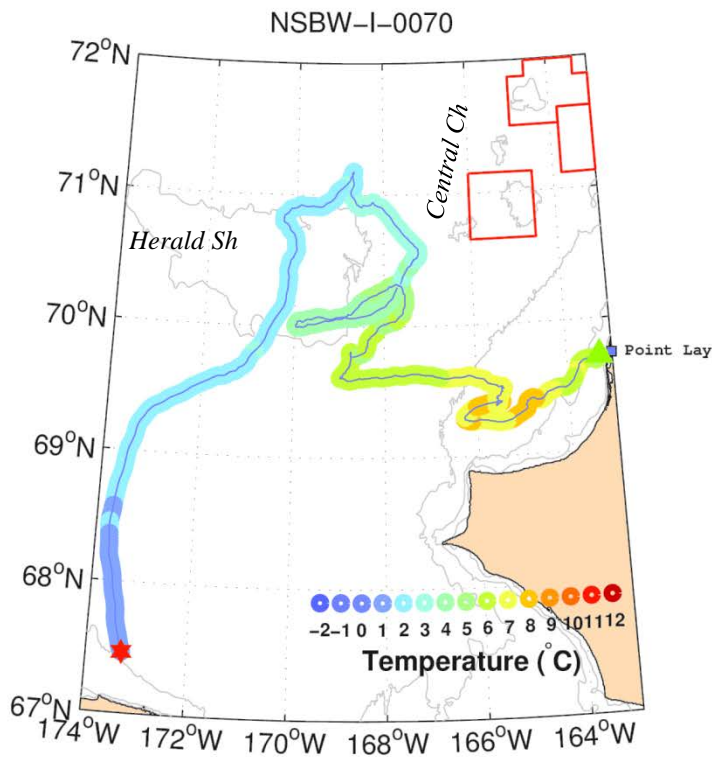 NSBW-I-0070
72°N
71°N
Central Ch
Herald Sh
70°N
Point Lay
69°N
68°N
-2 -1 0 1 2 3 4 5 6 7 8 9 10 11 12
Temperature (°C)
67°N
174°W 172°W 170°W 168°W 166°W 164°W